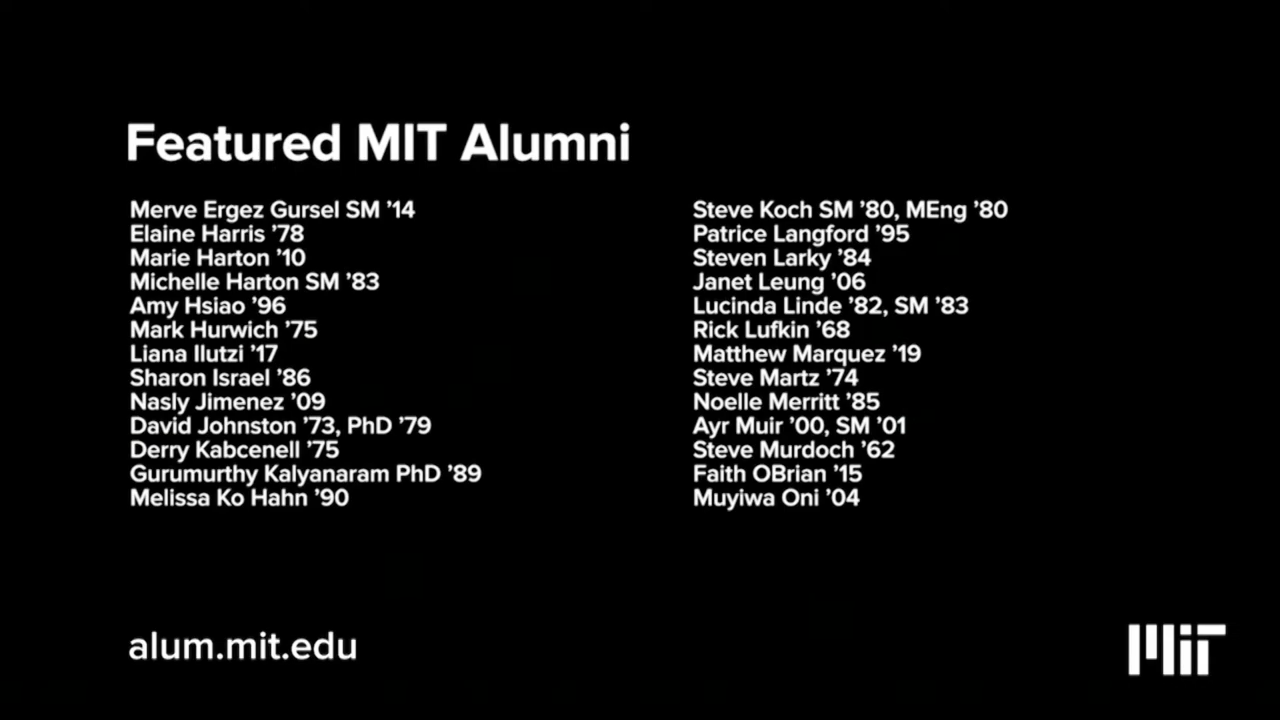 Featured MIT Alumni
Merve Ergez Gursel SM ’14
Elaine Harris ’78
Marie Harton ’10
Michelle Harton SM ’83
Amy Hsiao ’96
Mark Hurwich ’75
Liana Ilutzi ’17
Sharon Israel ’86
Nasly Jimenez ’09
David Johnston ’73, PhD ’79
Derry Kabcenell ’75
Gurumurthy Kalyanaram PhD ’89
Melissa Ko Hahn ’90
Steve Koch SM ’80, MEng ’80
Patrice Langford ’95
Steven Larky ’84
Janet Leung ’06
Lucinda Linde ’82, SM ’83
Rick Lufkin ’68
Matthew Marquez ’19
Steve Martz ’74
Noelle Merritt ’85
Ayr Muir ’00, SM ’01
Steve Murdoch ’62
Faith OBrian ’15
Muyiwa Oni ’04
alum.mit.edu
MIT